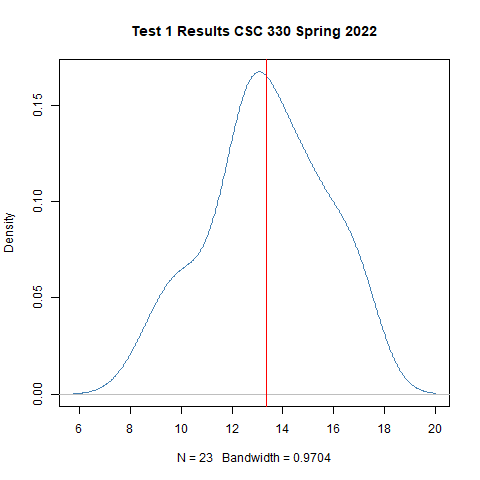 Test 1 Results CSC 330 Spring 2022
Density
0.15
0.10
0.05
0.00
6 8 10 12 14 16 18 20
N = 23 Bandwidth = 0.9704